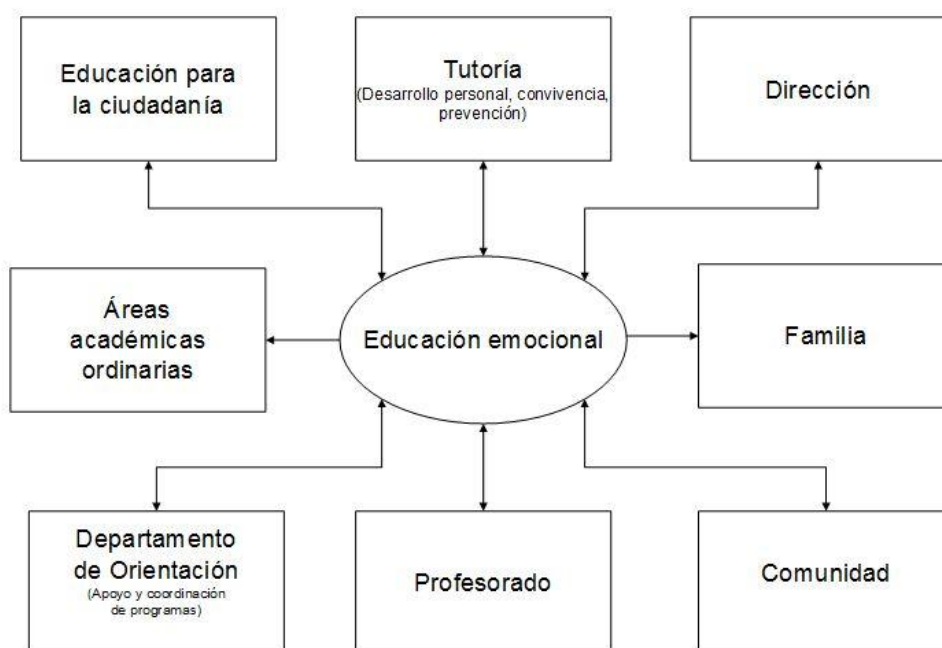 Educación para
la ciudadanía
Tutoría
(Desarrollo personal, convivencia,
prevención)
Dirección
Áreas
académicas
ordinarias
Educación emocional
Familia
Departamento
de Orientación
(Apoyo y coordinación
de programas)
Profesorado
Comunidad